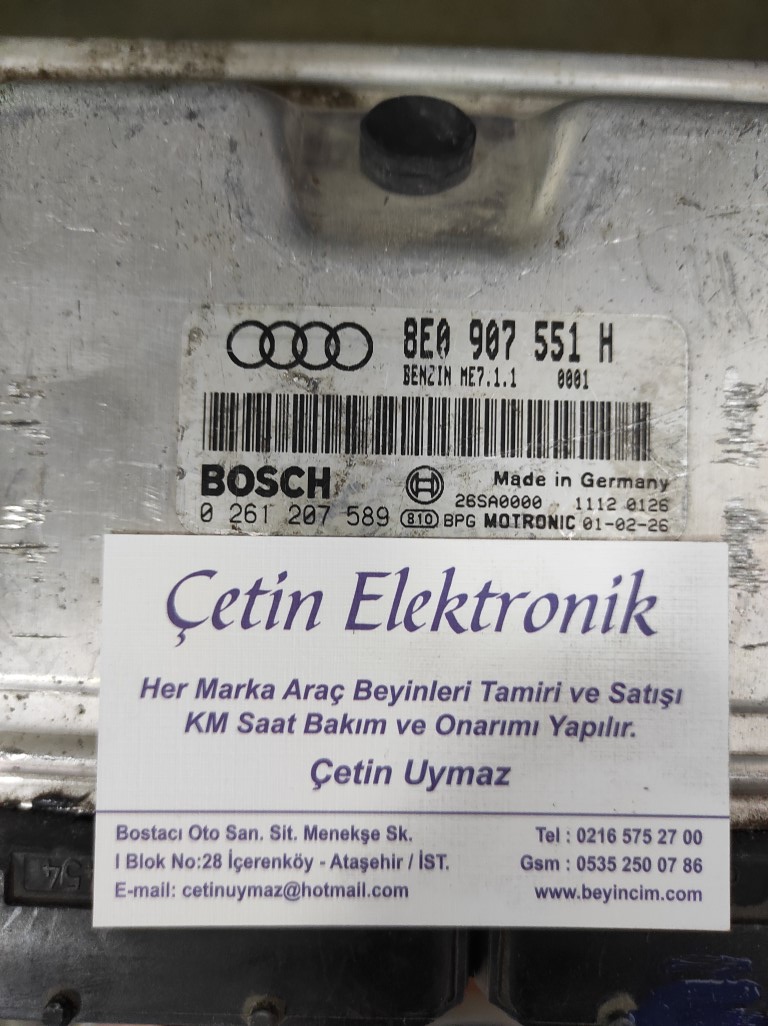 8E0 907 551 H
BENZIN ME7.1.1 0001
BOSCH Made in Germany
26SA0000 1112 0126
0 261 207 589 810 BPG MOTRONIC 01-02-26
Çetin Elektronik
Her Marka Araç Beyinleri Tamiri ve Satışı
KM Saat Bakım ve Onarımı Yapılır.
Çetin Uymaz
Bostacı Oto San. Sit. Menekşe Sk. Tel : 0216 575 27 00
I Blok No:28 İçerenköy - Ataşehir / İST. Gsm : 0535 250 07 86
E-mail: cetinuymaz@hotmail.com www.beyincim.com
54